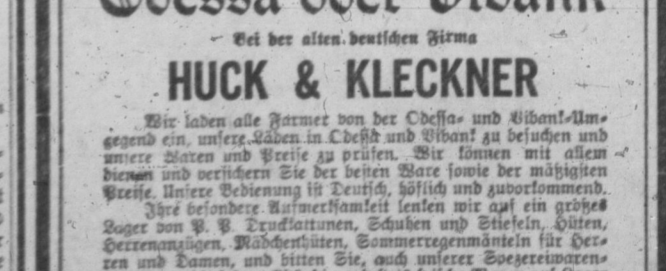 Odessa oder Vibank
Bei der alten deutschen Firma
HUCK & KLECKNER
Wir laden alle Farmer von der Odessa- und Vibank-Um-
gegend ein, unsere Läden in Odessa und Vibank zu besuchen und
unsere Waren und Preise zu prüfen. Wir können mit allem
dienen und versichern Sie der besten Ware sowie der mäßigsten
Preise. Unsere Bedienung ist Deutsch, höflich und zuvorkommend.
Ihre besondere Aufmerksamkeit lenken wir auf ein großes
Lager von P. P. Druckkattunen, Schuhen und Stiefeln, Hüten,
Herrenanzügen, Mädchenhüten, Sommerregenmänteln für Her-
ren und Damen, und bitten Sie, auch unserer Spezereiwaren-